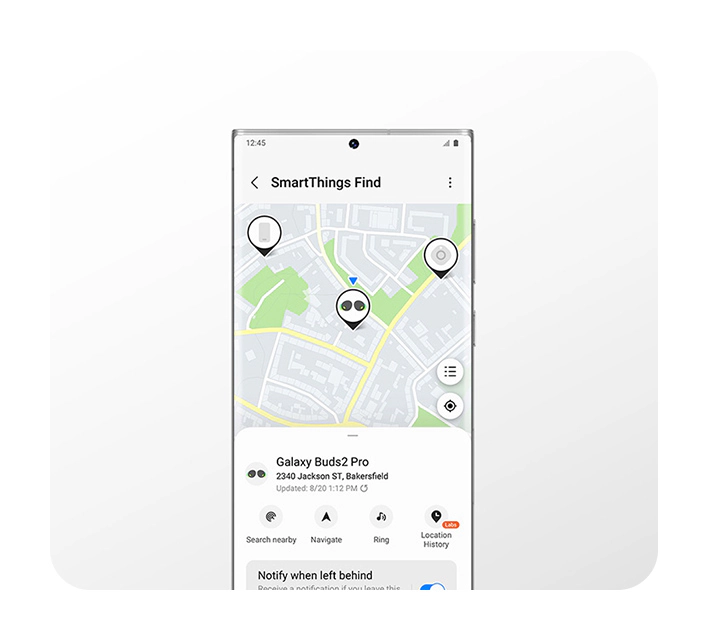 12:45
SmartThings Find
Galaxy Buds2 Pro
2340 Jackson ST, Bakersfield
Updated: 8/20 1:12 PM
Search nearby
Navigate
Ring
Labs
Location
History
Notify when left behind
Receive a notification if you leave this